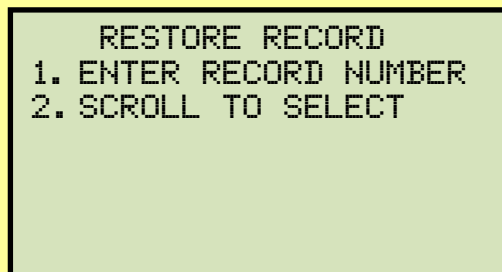 RESTORE RECORD
1. ENTER RECORD NUMBER
2. SCROLL TO SELECT